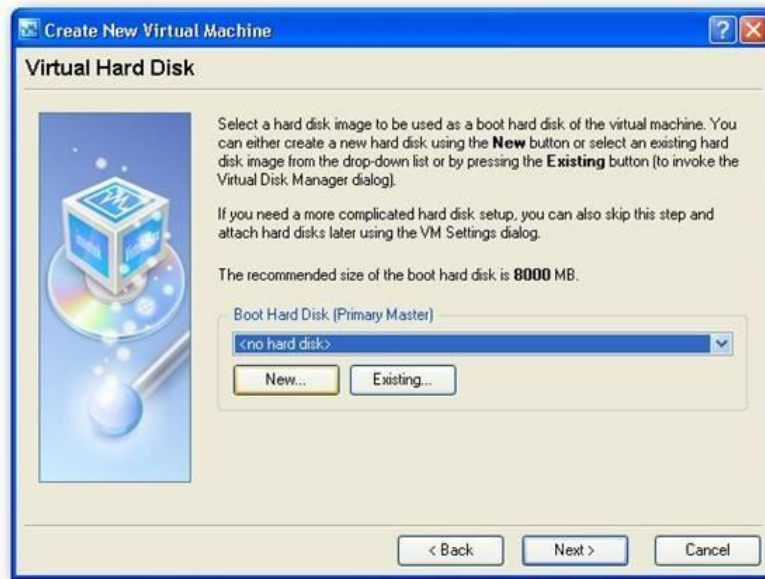 Create New Virtual Machine
Virtual Hard Disk
Select a hard disk image to be used as a boot hard disk of the virtual machine. You
can either create a new hard disk using the New button or select an existing hard
disk image from the drop-down list or by pressing the Existing button (to invoke the
Virtual Disk Manager dialog).
If you need a more complicated hard disk setup, you can also skip this step and
attach hard disks later using the VM Settings dialog.
The recommended size of the boot hard disk is 8000 MB.
Boot Hard Disk (Primary Master)
<no hard disk>
New... Existing...
< Back Next > Cancel